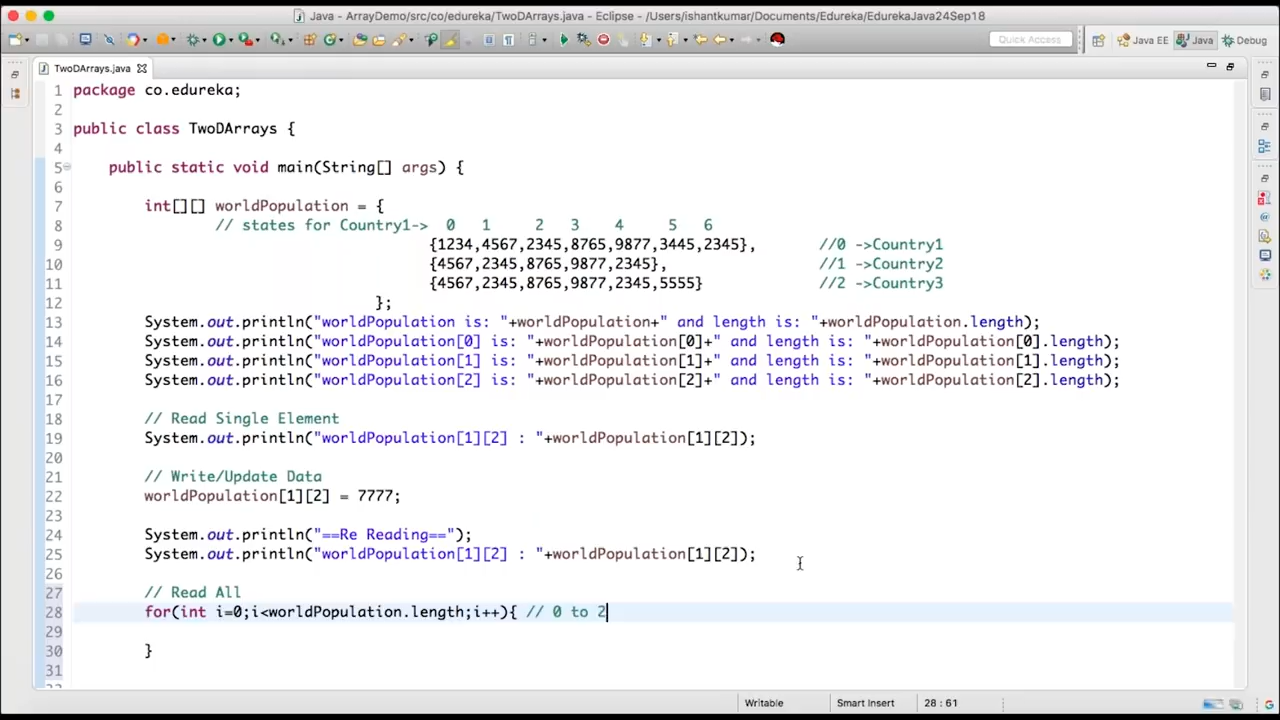 Java - ArrayDemo/src/co/edureka/TwoDArrays.java - Eclipse - /Users/ishantkumar/Documents/Edureka/EdurekaJava24Sep18
Quick Access
Java EE
Java
Debug
TwoDArrays.java
1 package co.edureka;
2
3 public class TwoDArrays {
4
5 public static void main(String[] args) {
6
7 int[][] worldPopulation = {
8 // states for Country1-> 0 1 2 3 4 5 6
9 {1234,4567,2345,8765,9877,3445,2345}, //0 ->Country1
10 {4567,2345,8765,9877,2345}, //1 ->Country2
11 {4567,2345,8765,9877,2345,5555} //2 ->Country3
12 };
13 System.out.println("worldPopulation is: "+worldPopulation+" and length is: "+worldPopulation.length);
14 System.out.println("worldPopulation[0] is: "+worldPopulation[0]+" and length is: "+worldPopulation[0].length);
15 System.out.println("worldPopulation[1] is: "+worldPopulation[1]+" and length is: "+worldPopulation[1].length);
16 System.out.println("worldPopulation[2] is: "+worldPopulation[2]+" and length is: "+worldPopulation[2].length);
17
18 // Read Single Element
19 System.out.println("worldPopulation[1][2] : "+worldPopulation[1][2]);
20
21 // Write/Update Data
22 worldPopulation[1][2] = 7777;
23
24 System.out.println("==Re Reading==");
25 System.out.println("worldPopulation[1][2] : "+worldPopulation[1][2]);
26
27 // Read All
28 for(int i=0;i<worldPopulation.length;i++){ // 0 to 2
29
30 }
31
Writable
Smart Insert
28 : 61